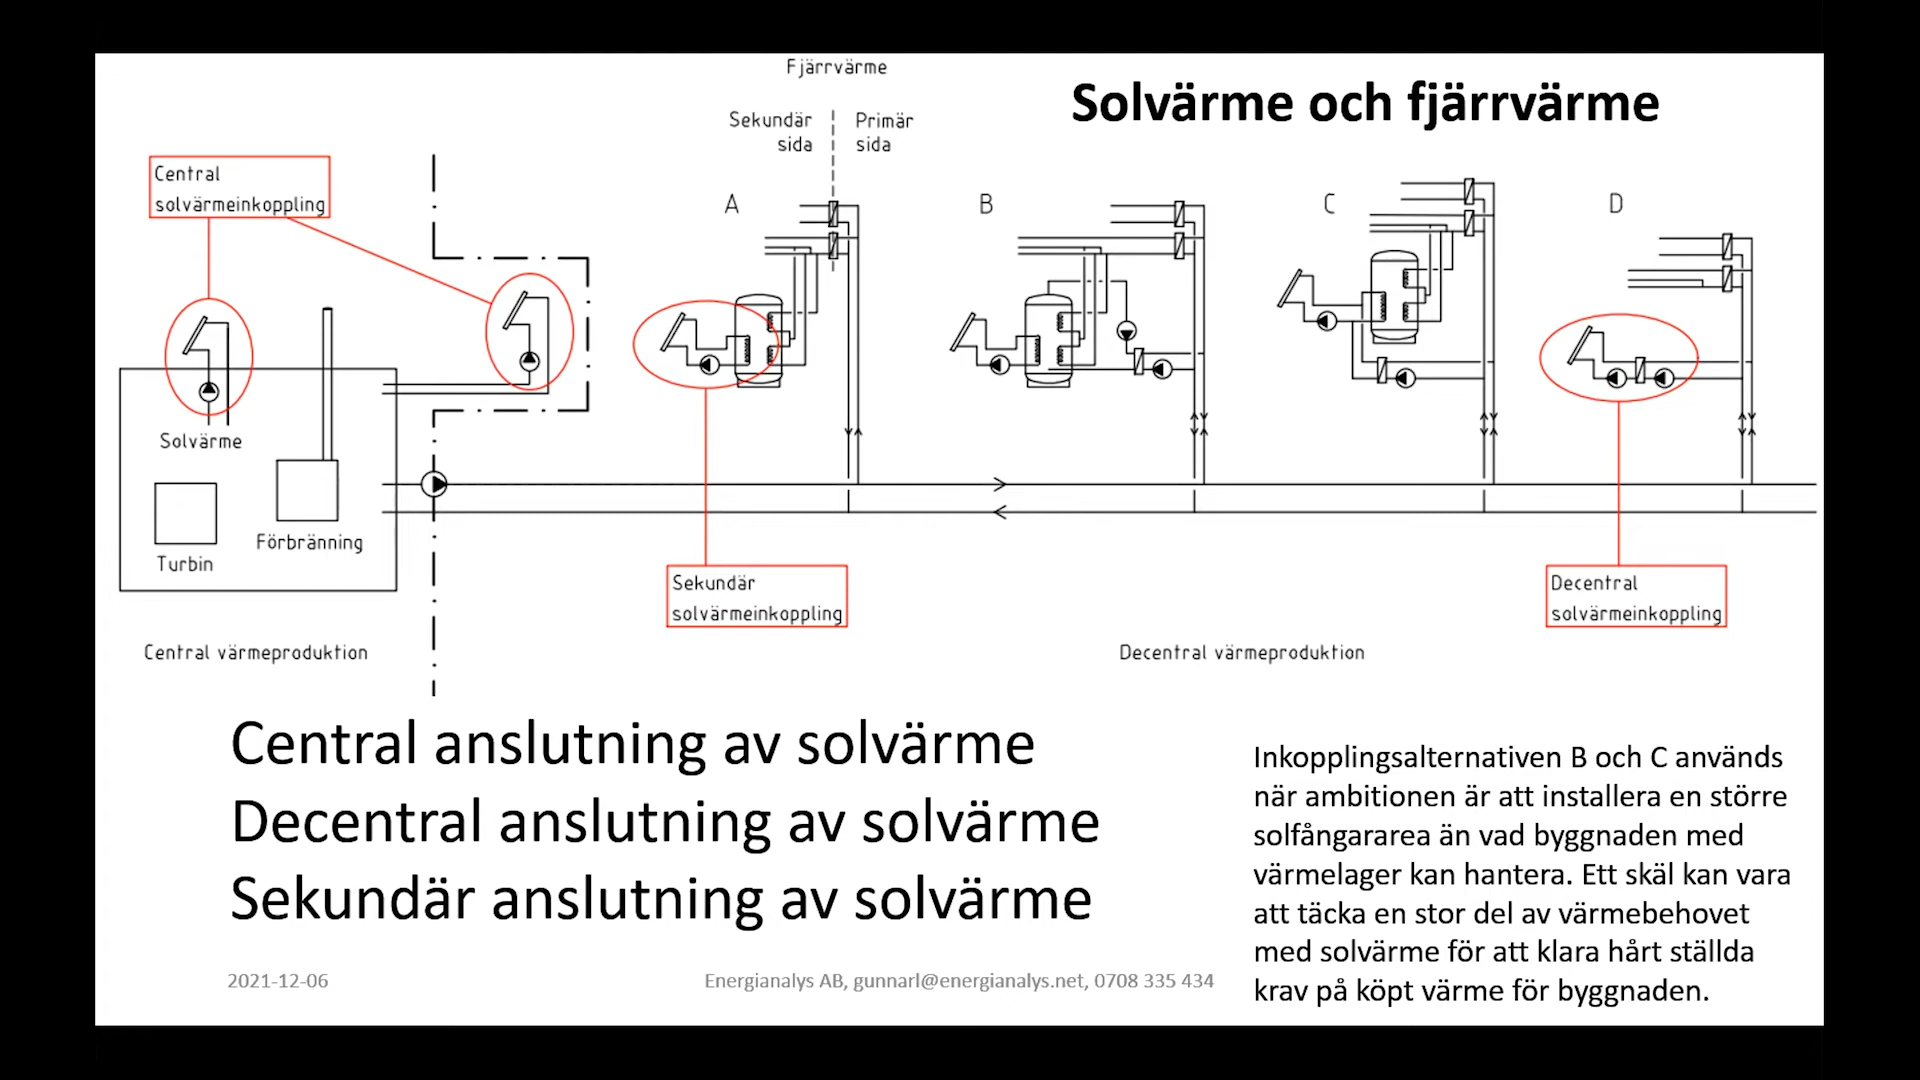 Fjärrvärme
Solvärme och fjärrvärme
Sekundär
sida
Primär
sida
Central
solvärmeinkoppling
A
B
C
D
Solvärme
Turbin
Förbränning
Sekundär
solvärmeinkoppling
Decentral
solvärmeinkoppling
Central värmeproduktion
Decentral värmeproduktion
Central anslutning av solvärme
Decentral anslutning av solvärme
Sekundär anslutning av solvärme
Inkopplingsalternativen B och C används
när ambitionen är att installera en större
solfångararea än vad byggnaden med
värmelager kan hantera. Ett skäl kan vara
att täcka en stor del av värmebehovet
med solvärme för att klara hårt ställda
krav på köpt värme för byggnaden.
2021-12-06
Energianalys AB, gunnarl@energianalys.net, 0708 335 434